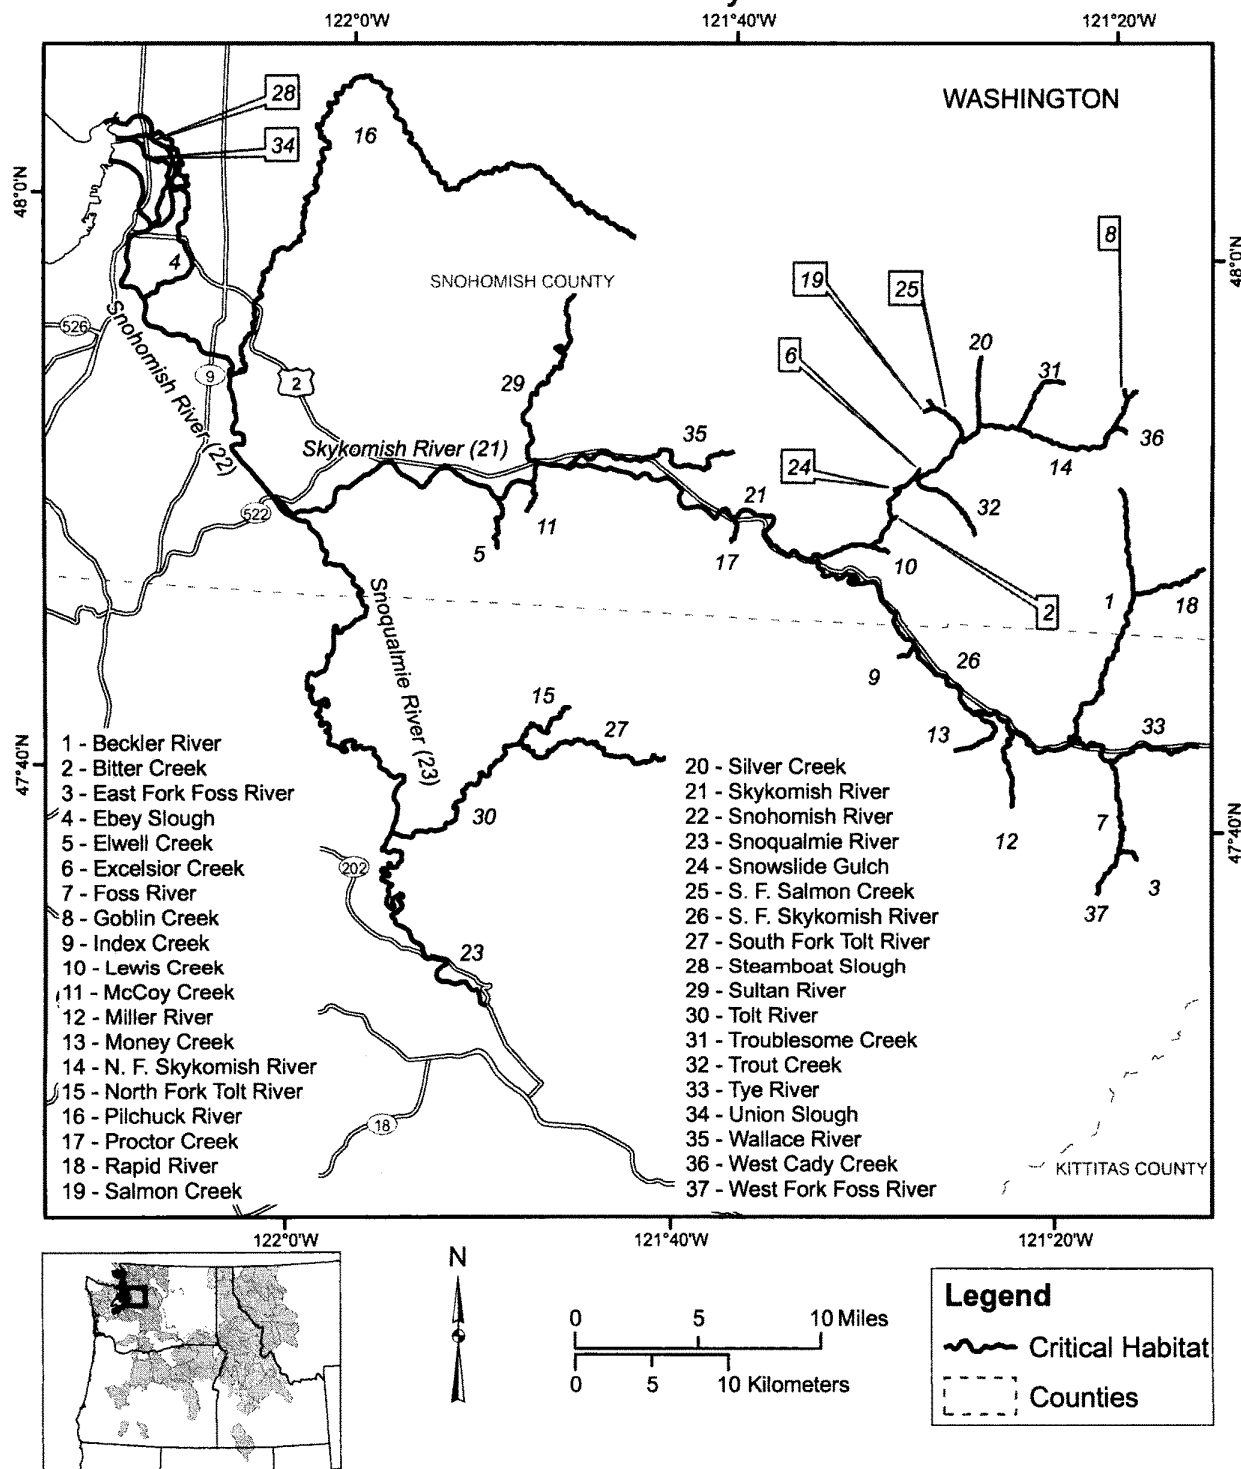 122°0'W 121°40'W 121°20'W
WASHINGTON
28
16
34
48°0'N
8
4
SNOHOMISH COUNTY
48°0'N
19
25
526
Snohomish River (22)
9
2
6
20
31
29
Skykomish River (21)
35
36
14
24
21
32
522
11
5
17
10
2
1
18
Snoqualmie River (23)
26
9
15
27
13
33
47°40'N
30
12
7
47°40'N
202
3
37
23
18
1 - Beckler River
2 - Bitter Creek
3 - East Fork Foss River
4 - Ebey Slough
5 - Elwell Creek
6 - Excelsior Creek
7 - Foss River
8 - Goblin Creek
9 - Index Creek
10 - Lewis Creek
11 - McCoy Creek
12 - Miller River
13 - Money Creek
14 - N. F. Skykomish River
15 - North Fork Tolt River
16 - Pilchuck River
17 - Proctor Creek
18 - Rapid River
19 - Salmon Creek
20 - Silver Creek
21 - Skykomish River
22 - Snohomish River
23 - Snoqualmie River
24 - Snowslide Gulch
25 - S. F. Salmon Creek
26 - S. F. Skykomish River
27 - South Fork Tolt River
28 - Steamboat Slough
29 - Sultan River
30 - Tolt River
31 - Troublesome Creek
32 - Trout Creek
33 - Tye River
34 - Union Slough
35 - Wallace River
36 - West Cady Creek
37 - West Fork Foss River
KITTITAS COUNTY
122°0'W 121°40'W 121°20'W
N
0 5 10 Miles
0 5 10 Kilometers
Legend
Critical Habitat
Counties